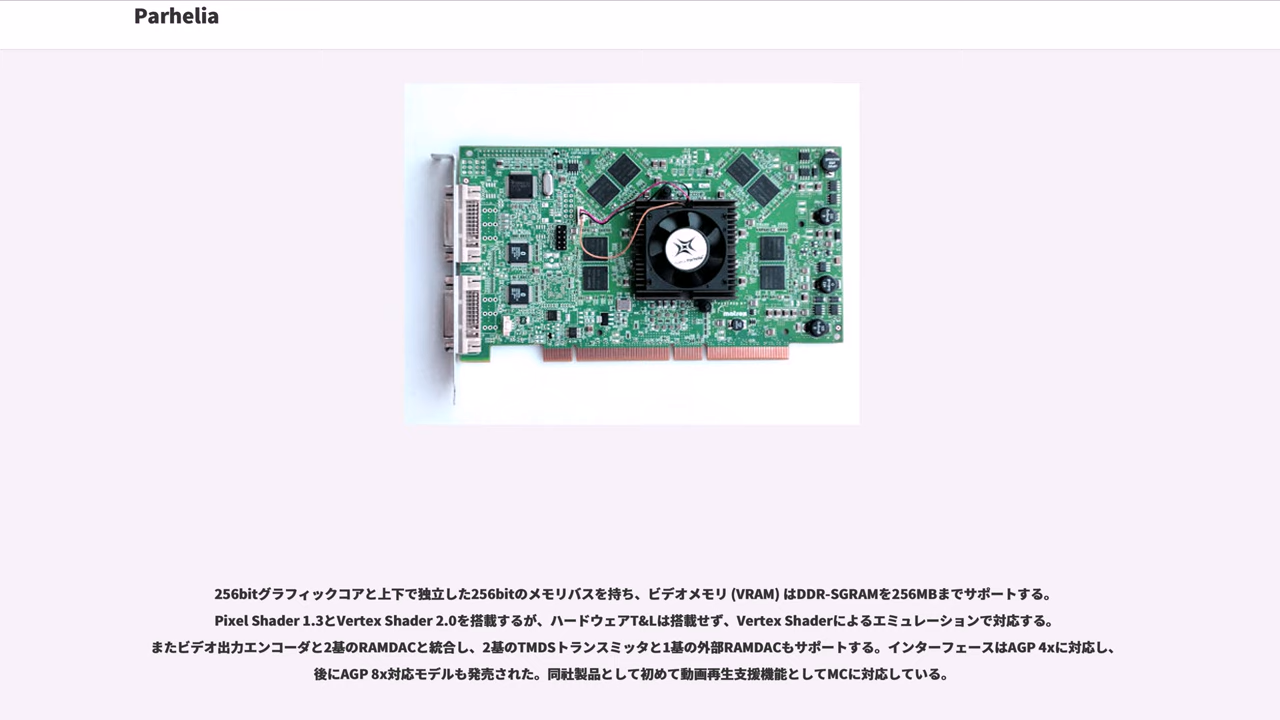 Parhelia
Parhelia
matrox
256bitグラフィックコアと上下で独立した256bitのメモリバスを持ち、ビデオメモリ (VRAM) はDDR-SGRAMを256MBまでサポートする。
Pixel Shader 1.3とVertex Shader 2.0を搭載するが、ハードウェアT&Lは搭載せず、Vertex Shaderによるエミュレーションで対応する。
またビデオ出力エンコーダと2基のRAMDACと統合し、2基のTMDSトランスミッタと1基の外部RAMDACもサポートする。インターフェースはAGP 4xに対応し、
後にAGP 8x対応モデルも発売された。同社製品として初めて動画再生支援機能としてMCに対応している。